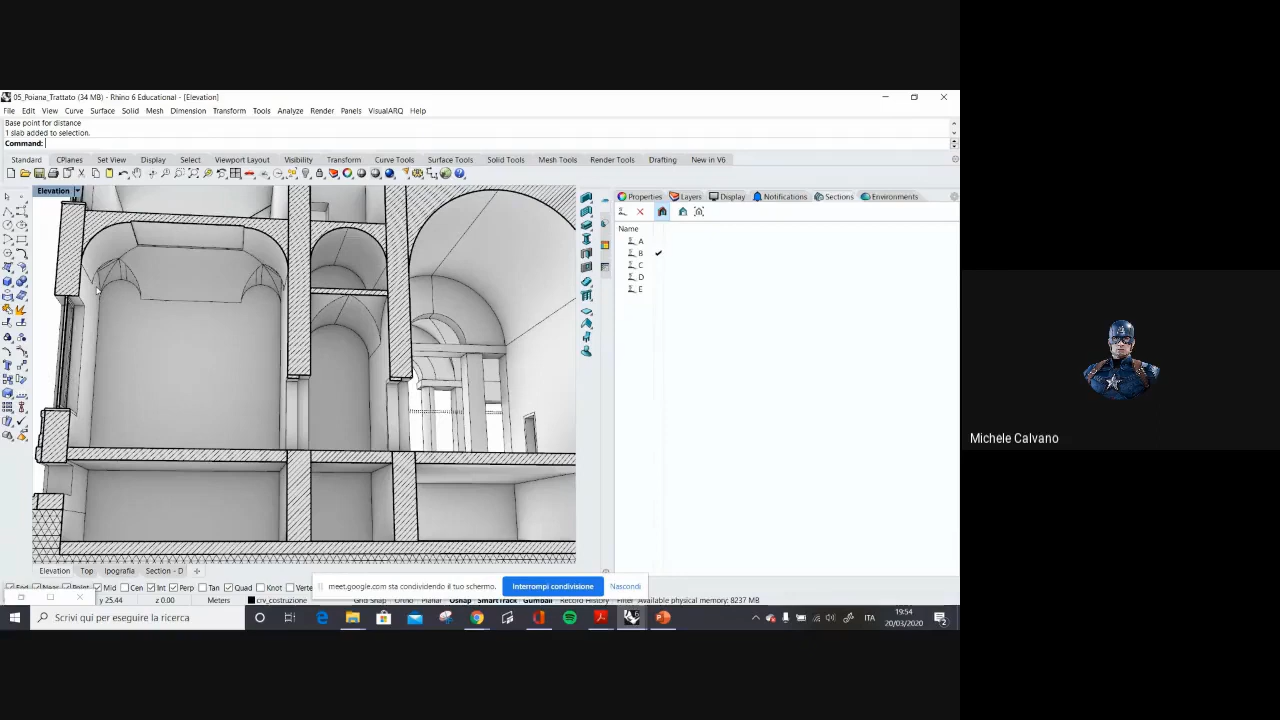 05_Poiana_Trattato (34 MB) - Rhino 6 Educational - [Elevation]
File Edit View Curve Surface Solid Mesh Dimension Transform Tools Analyze Render Panels VisualARQ Help
Base point for distance
1 slab added to selection.
Command:
Standard CPlanes Set View Display Select Viewport Layout Visibility Transform Curve Tools Surface Tools Solid Tools Mesh Tools Render Tools Drafting New in V6
Elevation
Properties Layers Display Notifications Sections Environments
Name
A
B
C
D
E
Michele Calvano
Elevation Top Ipografia Section - D
Mid Cen Int Perp Tan Quad Knot
meet.google.com sta condividendo il tuo schermo. Interrompi condivisione Nascondi
y 25.44 z 0.00 Meters crv_costruzione Grid Snap Ortho Planar Osnap SmartTrack Gumball Record History Filter Available physical memory: 8237 MB
Scrivi qui per eseguire la ricerca
ITA
19:54
20/03/2020
2